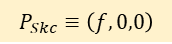 P_{Skc} ≡ (f,0,0)